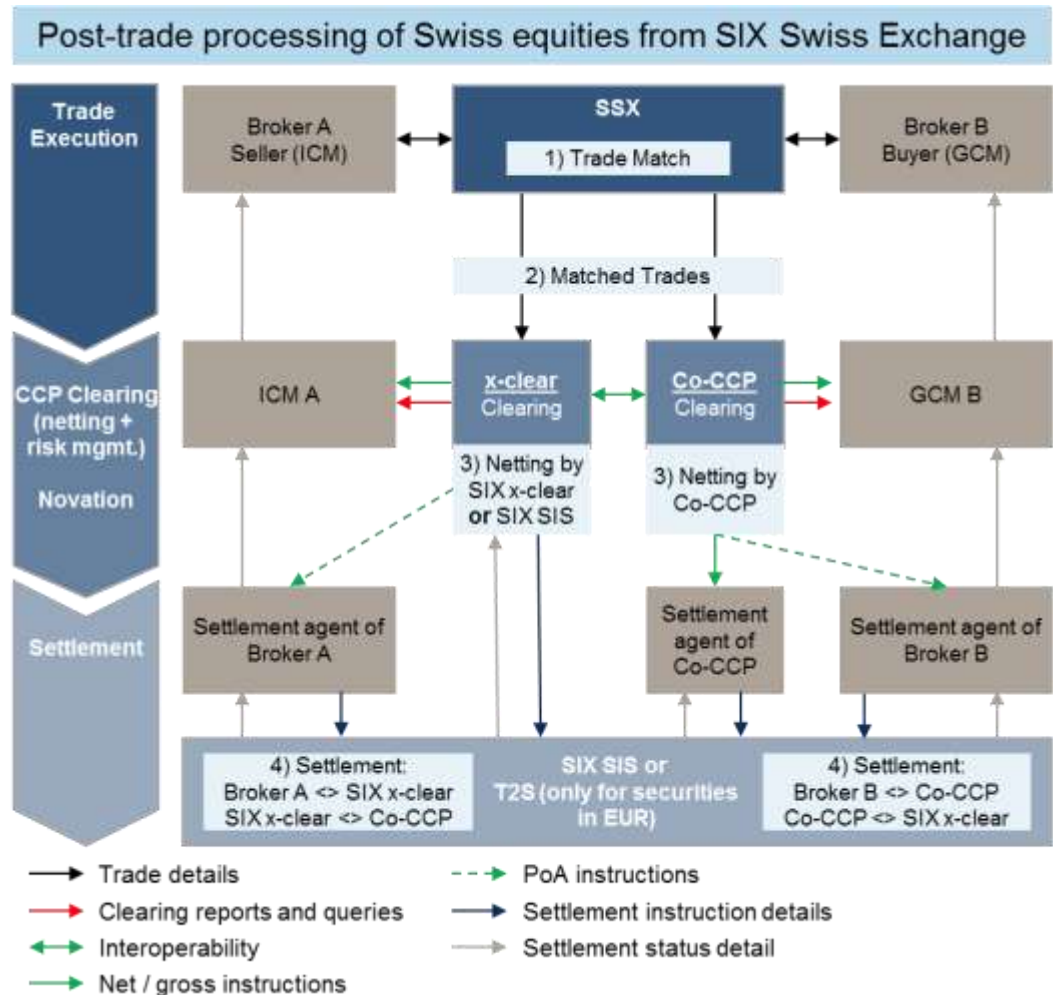 Post-trade processing of Swiss equities from SIX Swiss Exchange
Trade
Execution
Broker A
Seller (ICM)
SSX
1) Trade Match
Broker B
Buyer (GCM)
2) Matched Trades
CCP Clearing
(netting +
risk mgmt.)
Novation
ICM A
x-clear
Clearing
Co-CCP
Clearing
GCM B
3) Netting by
SIX x-clear
or SIX SIS
3) Netting by
Co-CCP
Settlement
Settlement agent of
Broker A
Settlement
agent of
Co-CCP
Settlement agent of
Broker B
4) Settlement:
Broker A <> SIX x-clear
SIX x-clear <> Co-CCP
SIX SIS or
T2S (only for securities
in EUR)
4) Settlement:
Broker B <> Co-CCP
Co-CCP <> SIX x-clear
Trade details
Clearing reports and queries
Interoperability
Net / gross instructions
PoA instructions
Settlement instruction details
Settlement status detail